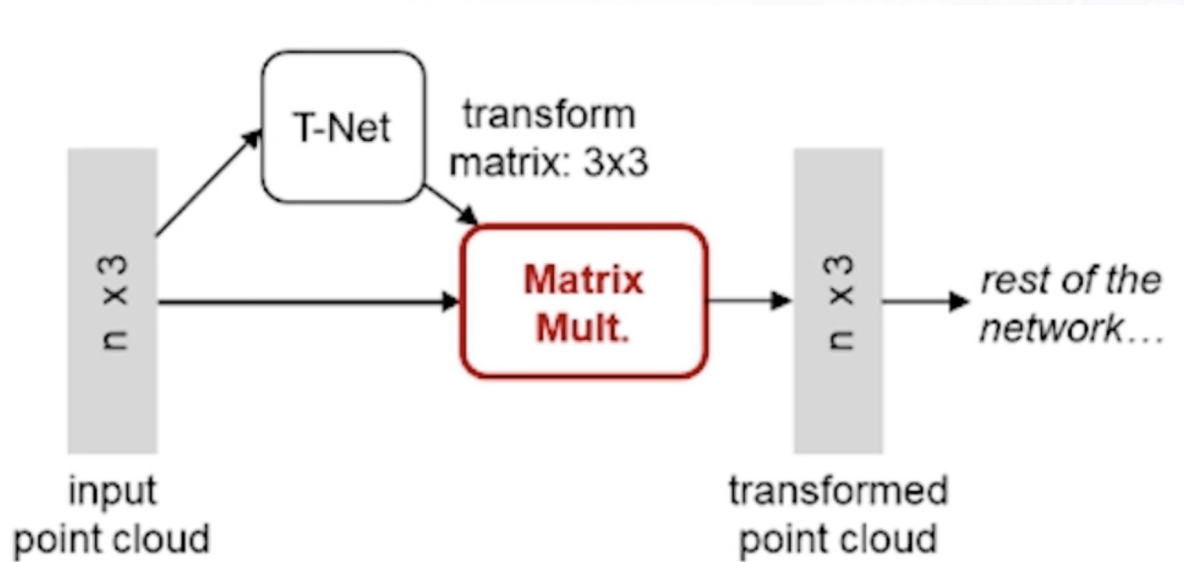 T-Net
transform
matrix: 3x3
n x 3
Matrix
Mult.
n x 3
rest of the
network...
input
point cloud
transformed
point cloud